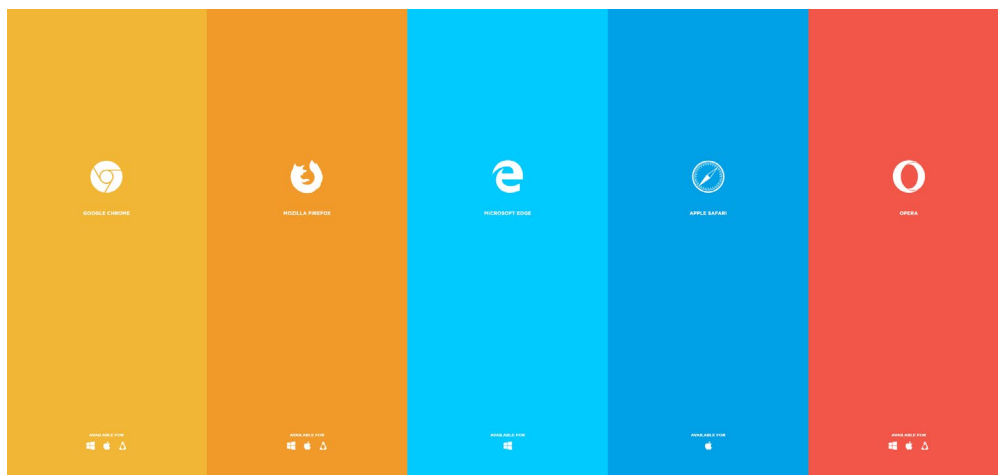 GOOGLE CHROME
MOZILLA FIREFOX
MICROSOFT EDGE
APPLE SAFARI
OPERA
AVAILABLE FOR
AVAILABLE FOR
AVAILABLE FOR
AVAILABLE FOR
AVAILABLE FOR